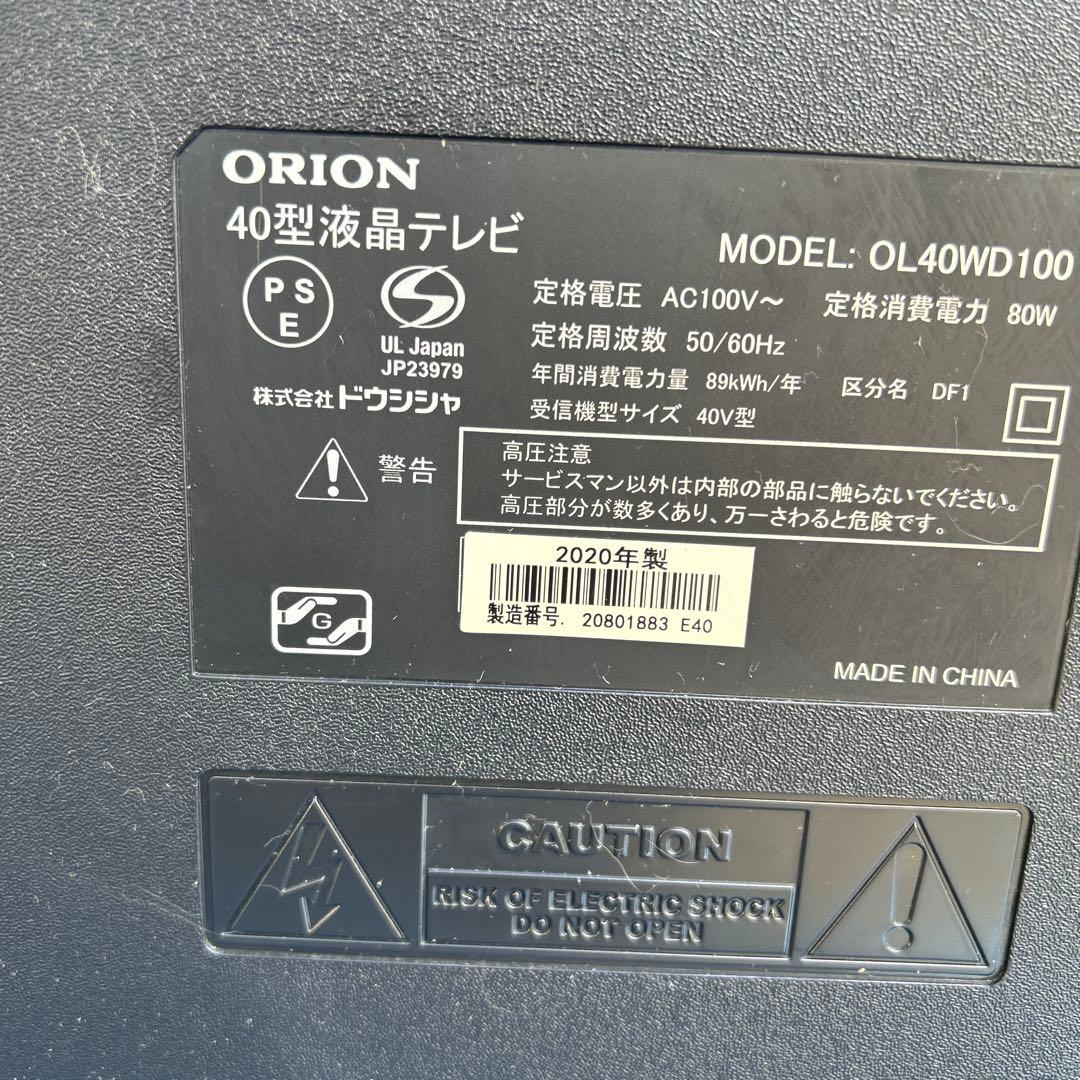 ORION
40型液晶テレビ
MODEL: OL40WD100
P S
E
UL Japan
JP23979
株式会社ドウシシャ
定格電圧 AC100V～ 定格消費電力 80W
定格周波数 50/60Hz
年間消費電力量 89kWh/年 区分名 DF1
受信機型サイズ 40V型
警告
高圧注意
サービスマン以外は内部の部品に触らないでください。
高圧部分が数多くあり、万一さわると危険です。
2020年製
製造番号. 20801883 E40
G
MADE IN CHINA
CAUTION
RISK OF ELECTRIC SHOCK
DO NOT OPEN